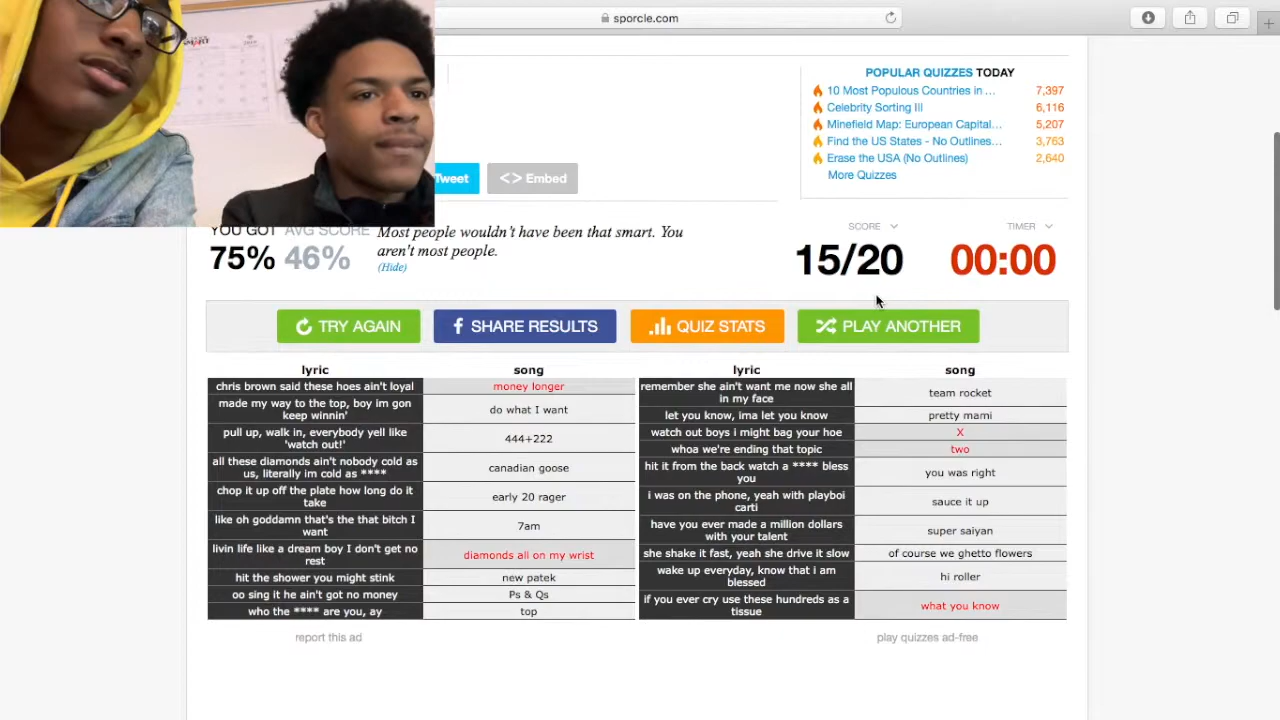 sporcle.com
POPULAR QUIZZES TODAY
10 Most Populous Countries in ... 7,397
Celebrity Sorting III 6,116
Minefield Map: European Capital... 5,207
Find the US States - No Outlines... 3,763
Erase the USA (No Outlines) 2,640
More Quizzes
Tweet
<> Embed
YOU GOT AVG SCORE
75% 46%
Most people wouldn't have been that smart. You
aren't most people.
(Hide)
SCORE
15/20
TIMER
00:00
TRY AGAIN
SHARE RESULTS
QUIZ STATS
PLAY ANOTHER
lyric song
chris brown said these hoes ain't loyal money longer
made my way to the top, boy im gon
keep winnin'
do what I want
pull up, walk in, everybody yell like
'watch out!'
444+222
all these diamonds ain't nobody cold as
us, literally im cold as ****
canadian goose
chop it up off the plate how long do it
take
early 20 rager
like oh goddamn that's the that bitch I
want
7am
livin life like a dream boy I don't get no
rest
diamonds all on my wrist
hit the shower you might stink new patek
oo sing it he ain't got no money Ps & Qs
who the **** are you, ay top
lyric song
remember she ain't want me now she all
in my face
team rocket
let you know, ima let you know pretty mami
watch out boys i might bag your hoe X
whoa we're ending that topic two
hit it from the back watch a **** bless
you
you was right
i was on the phone, yeah with playboi
carti
sauce it up
have you ever made a million dollars
with your talent
super saiyan
she shake it fast, yeah she drive it slow of course we ghetto flowers
wake up everyday, know that i am
blessed
hi roller
if you ever cry use these hundreds as a
tissue
what you know
report this ad
play quizzes ad-free